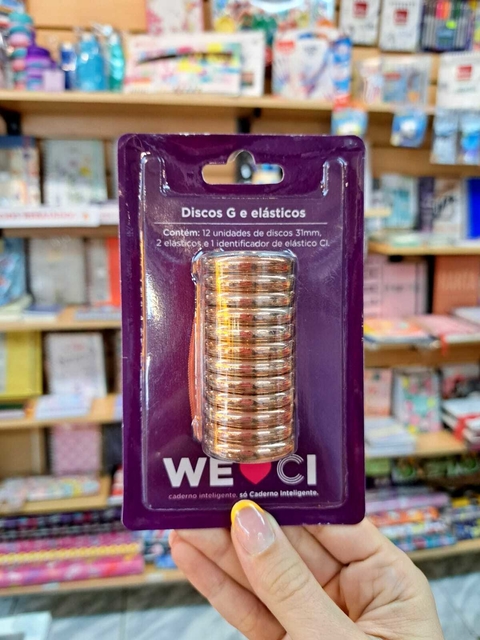 Discos G e elásticos
Contém: 12 unidades de discos 31mm,
2 elásticos e 1 identificador de elástico CI.
WE CI
caderno inteligente, só Caderno Inteligente.